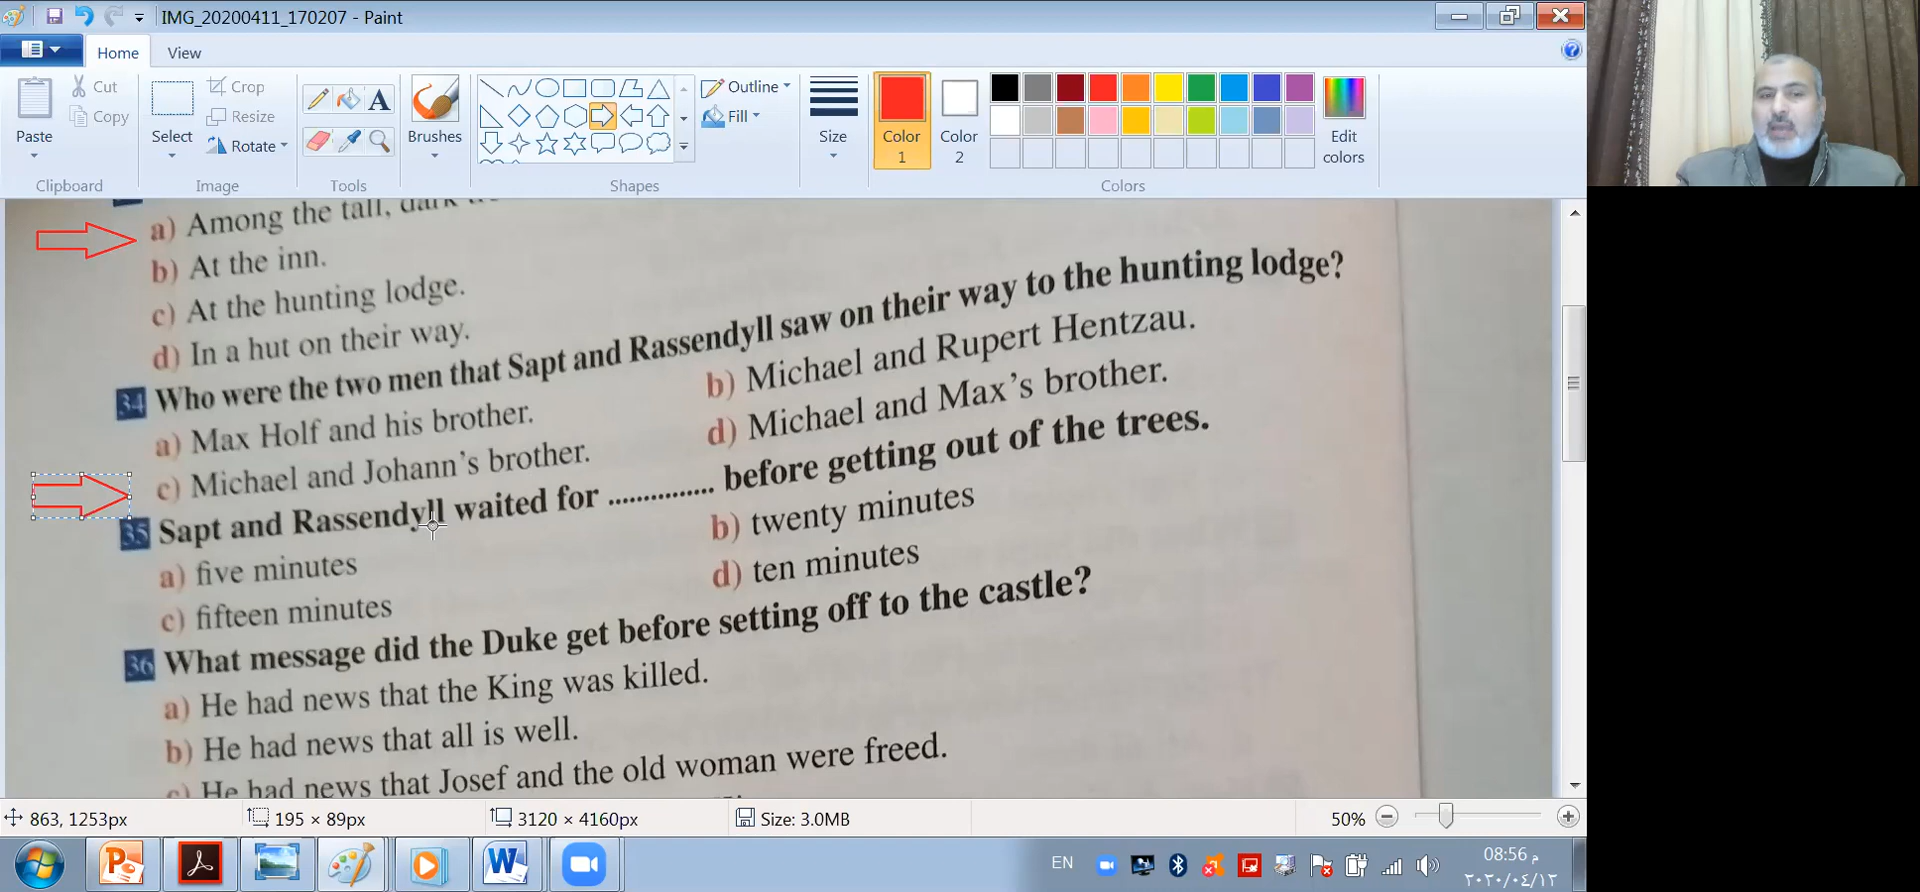 IMG_20200411_170207 - Paint
Home View
Paste
Cut
Copy
Clipboard
Select
Crop
Resize
Rotate
Image
A
Tools
Brushes
Outline
Fill
Shapes
Size
Color 1
Color 2
Edit colors
Colors
a) Among the tall, dark
b) At the inn.
c) At the hunting lodge.
d) In a hut on their way.
34 Who were the two men that Sapt and Rassendyll saw on their way to the hunting lodge?
a) Max Holf and his brother. b) Michael and Rupert Hentzau.
c) Michael and Johann's brother. d) Michael and Max's brother.
35 Sapt and Rassendyll waited for ............... before getting out of the trees.
a) five minutes b) twenty minutes
c) fifteen minutes d) ten minutes
36 What message did the Duke get before setting off to the castle?
a) He had news that the King was killed.
b) He had news that all is well.
c) He had news that Josef and the old woman were freed.
863, 1253px 195 × 89px 3120 × 4160px Size: 3.0MB 50%
EN
08:56 م
٢٠٢٠/٠٤/١٢